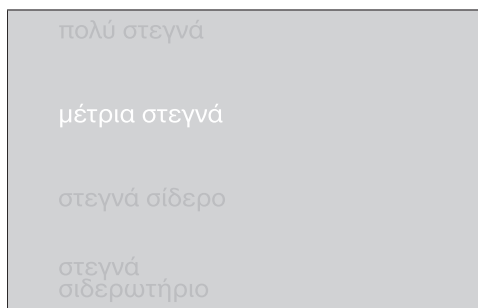 πολύ στεγνά
μέτρια στεγνά
στεγνά σίδερο
στεγνά
σιδερωτήριο